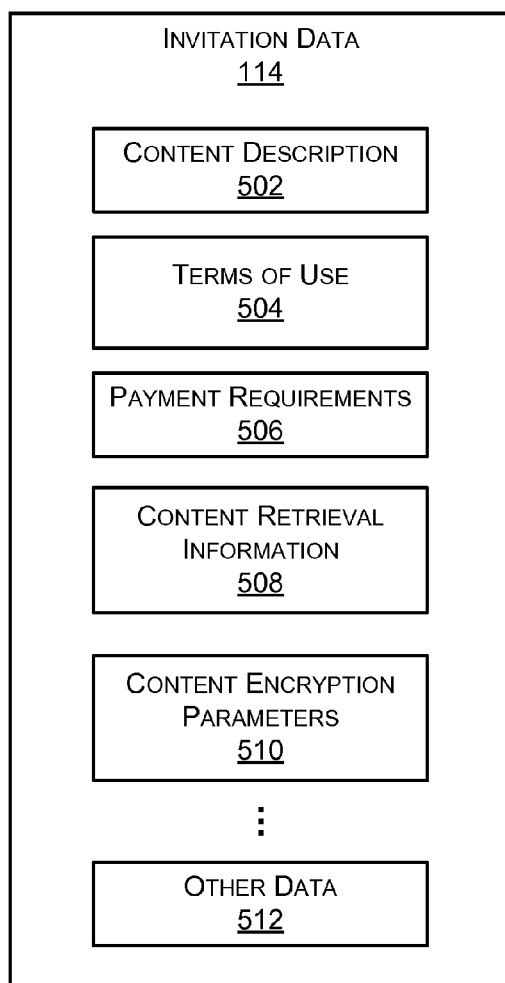 INVITATION DATA
114
CONTENT DESCRIPTION
502
TERMS OF USE
504
PAYMENT REQUIREMENTS
506
CONTENT RETRIEVAL
INFORMATION
508
CONTENT ENCRYPTION
PARAMETERS
510
⋮
OTHER DATA
512